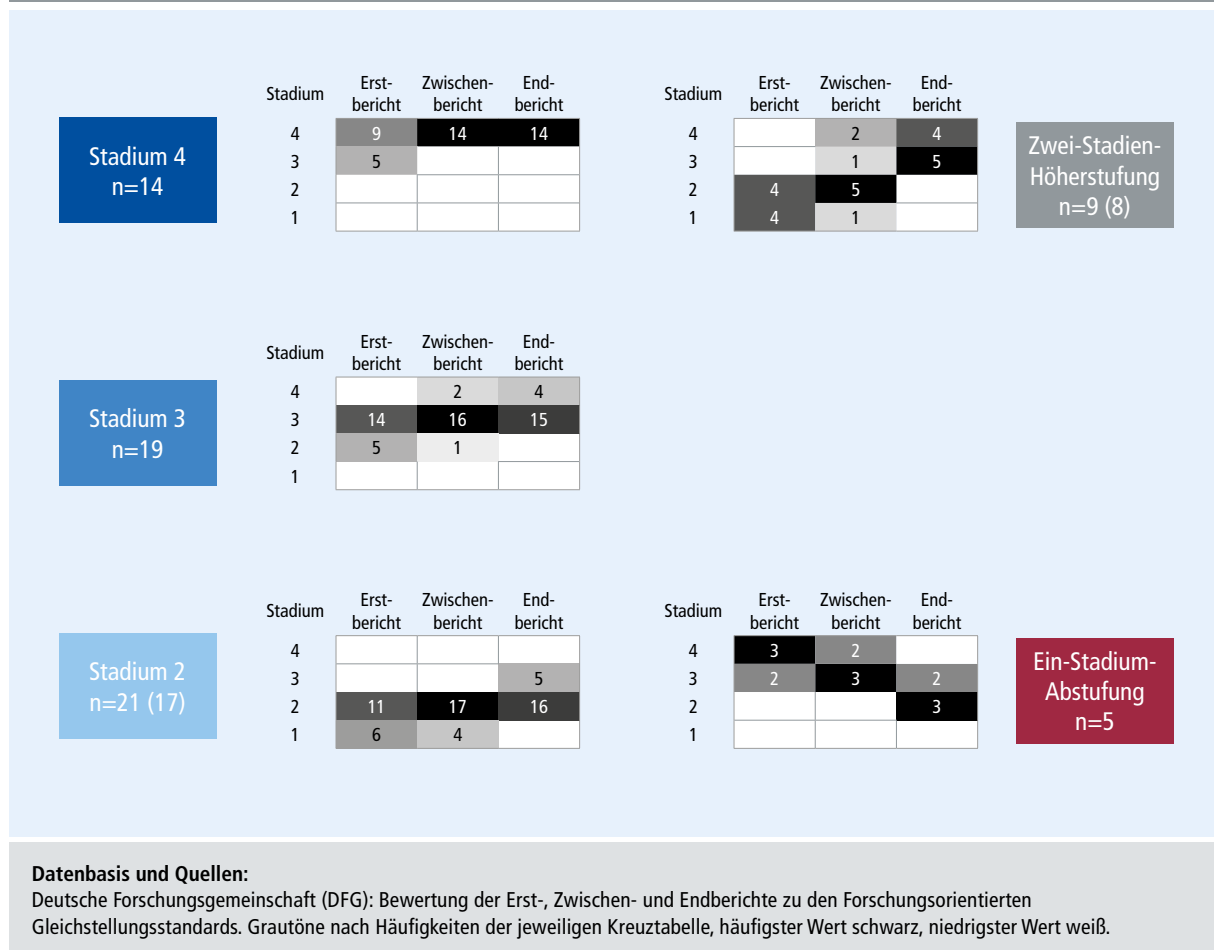 Stadium 4
n=14
Stadium Erst-bericht Zwischen-bericht End-bericht
4 9 14 14
3 5
2
1
Stadium Erst-bericht Zwischen-bericht End-bericht
4 2 4
3 1 5
2 4 5
1 4 1
Zwei-Stadien-
Höherstufung
n=9 (8)
Stadium 3
n=19
Stadium Erst-bericht Zwischen-bericht End-bericht
4 2 4
3 14 16 15
2 5 1
1
Stadium 2
n=21 (17)
Stadium Erst-bericht Zwischen-bericht End-bericht
4
3 5
2 11 17 16
1 6 4
Stadium Erst-bericht Zwischen-bericht End-bericht
4 3 2
3 2 3 2
2 3
1
Ein-Stadium-
Abstufung
n=5
Datenbasis und Quellen:
Deutsche Forschungsgemeinschaft (DFG): Bewertung der Erst-, Zwischen- und Endberichte zu den Forschungsorientierten
Gleichstellungsstandards. Grautöne nach Häufigkeiten der jeweiligen Kreuztabelle, häufigster Wert schwarz, niedrigster Wert weiß.